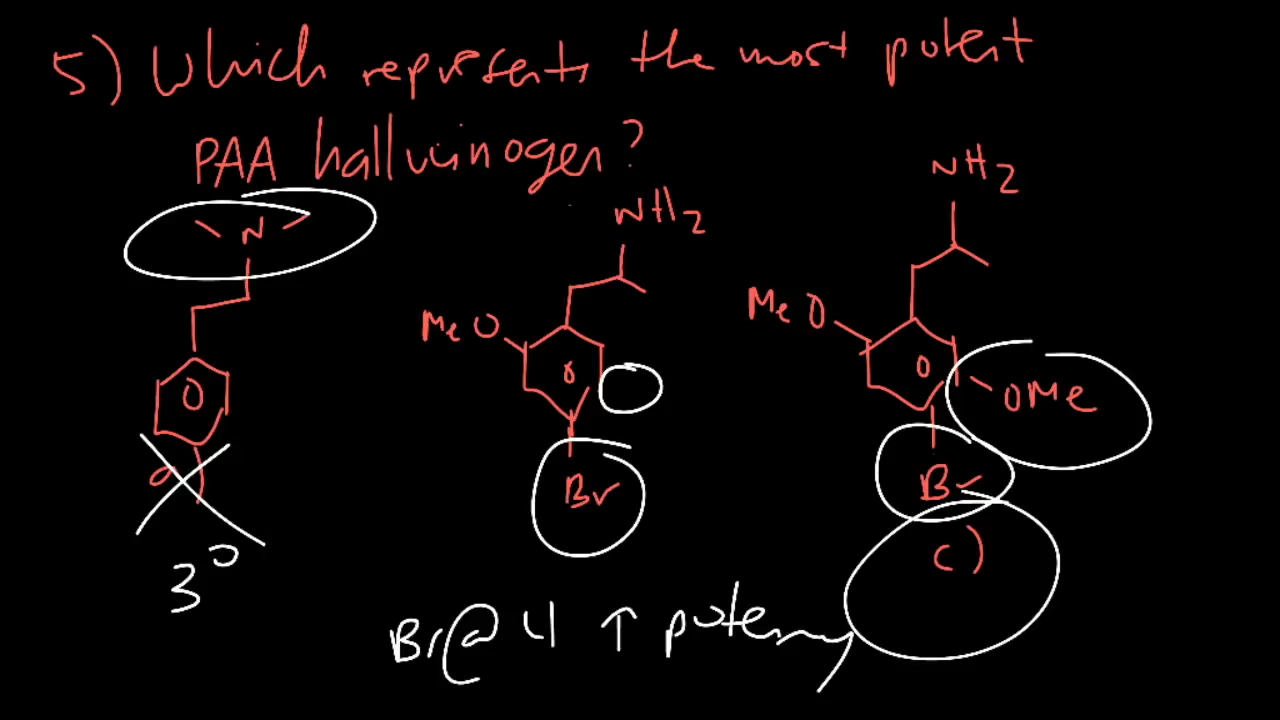 5) Which represents the most potent
PAA hallucinogen?
N
NH2
NH2
MeO
MeO
OMe
Br
Br
a)
c)
3°
Br@4 ↑ potency